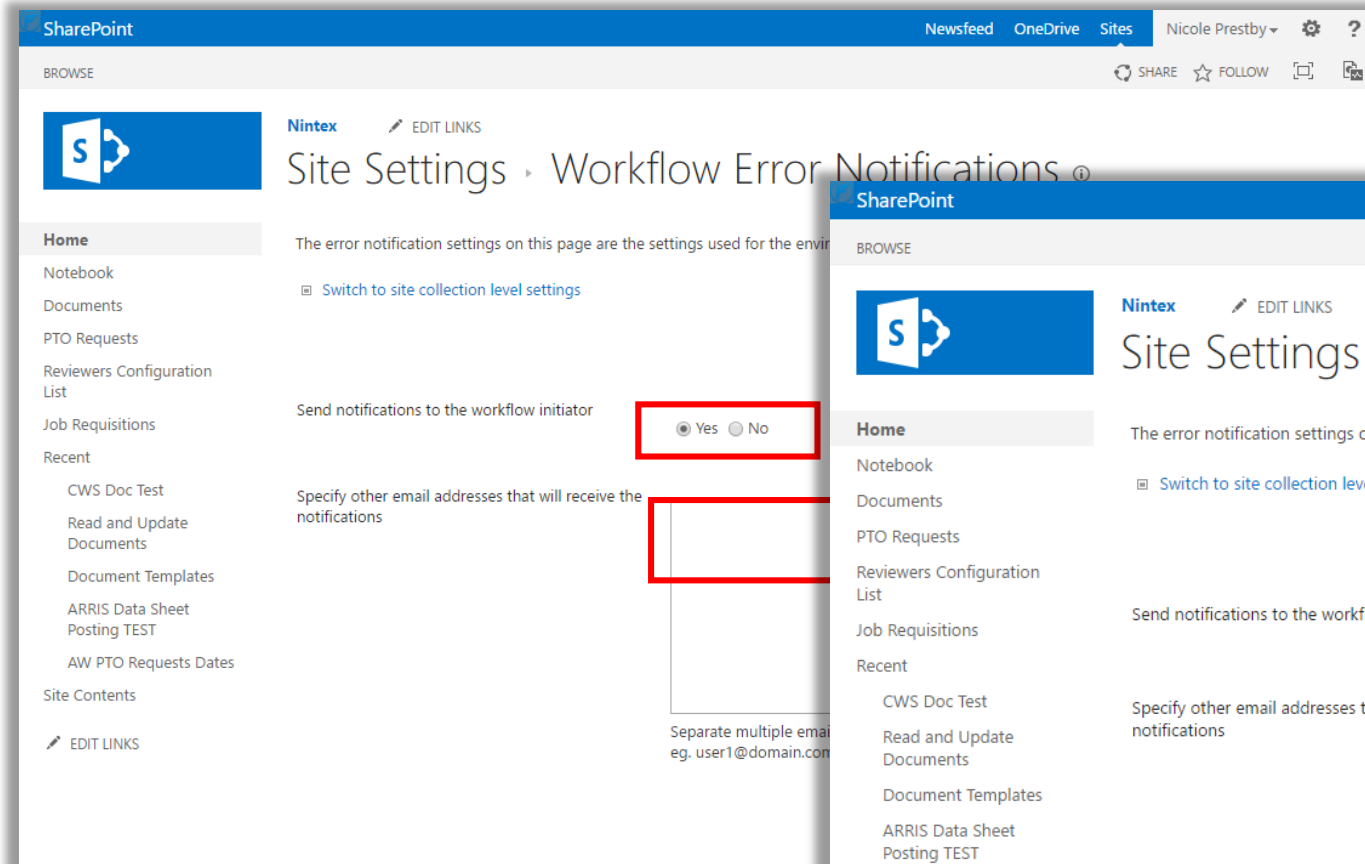 SharePoint
Newsfeed OneDrive Sites Nicole Prestby ?
BROWSE
SHARE FOLLOW
S
Nintex EDIT LINKS
Site Settings Workflow Error Notifications
Home
Notebook
Documents
PTO Requests
Reviewers Configuration
List
Job Requisitions
Recent
CWS Doc Test
Read and Update
Documents
Document Templates
ARRIS Data Sheet
Posting TEST
AW PTO Requests Dates
Site Contents
EDIT LINKS
The error notification settings on this page are the settings used for the envir
Switch to site collection level settings
Send notifications to the workflow initiator
Yes No
Specify other email addresses that will receive the
notifications
Separate multiple emai
eg. user1@domain.com
SharePoint
BROWSE
S
Nintex EDIT LINKS
Site Settings
Home
Notebook
Documents
PTO Requests
Reviewers Configuration
List
Job Requisitions
Recent
CWS Doc Test
Read and Update
Documents
Document Templates
ARRIS Data Sheet
Posting TEST
The error notification settings o
Switch to site collection leve
Send notifications to the workf
Specify other email addresses t
notifications